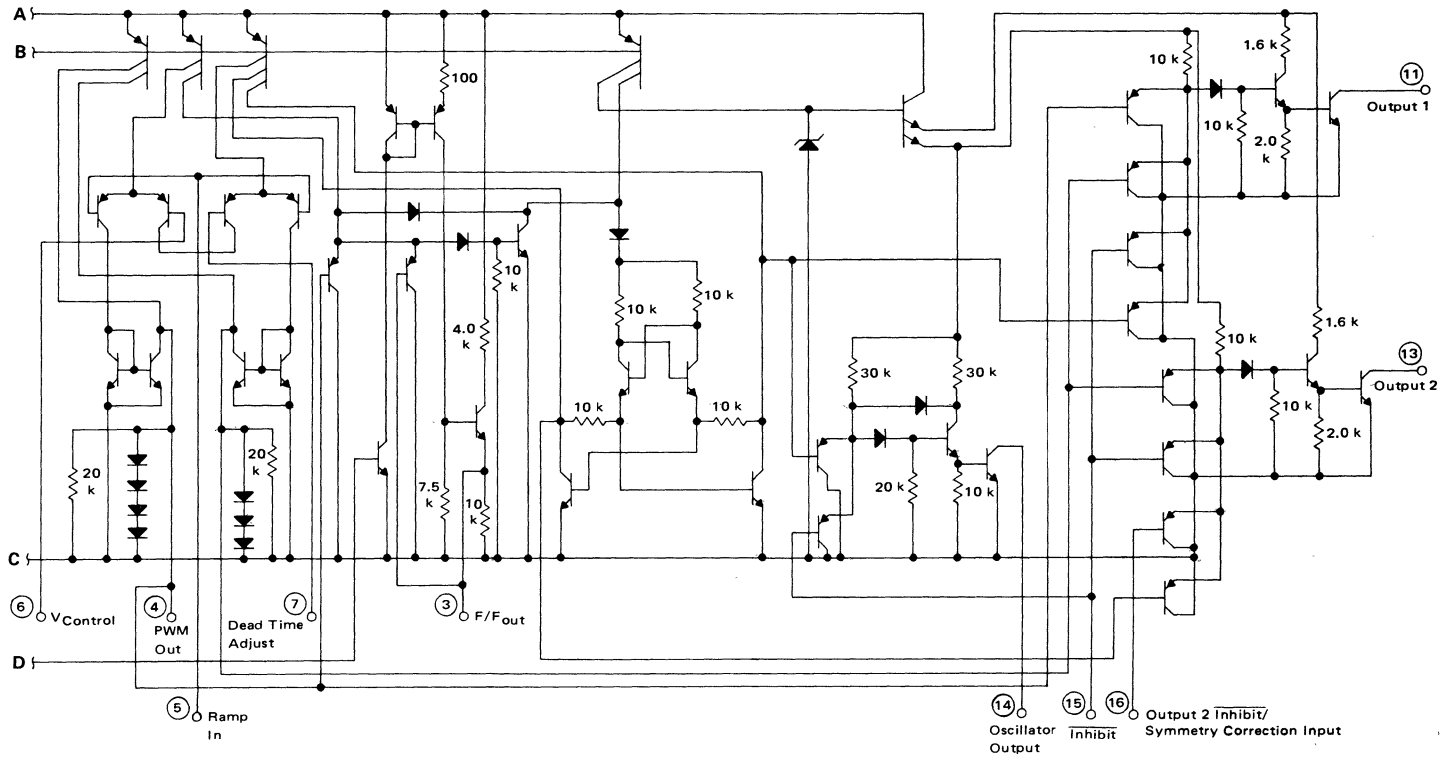 A
B
100
1.6 k
10 k
11
Output 1
10 k
2.0
k
10
k
10 k
10 k
4.0
k
1.6 k
10 k
13
Output 2
30 k
30 k
10 k
10 k
10 k
2.0 k
20
k
20
k
7.5
k
10
k
20 k
10 k
C
6
VControl
4
PWM
Out
7
Dead Time
Adjust
3
F/Fout
D
5
Ramp
In
14
Oscillator
Output
15
Inhibit
16
Output 2 Inhibit/
Symmetry Correction Input